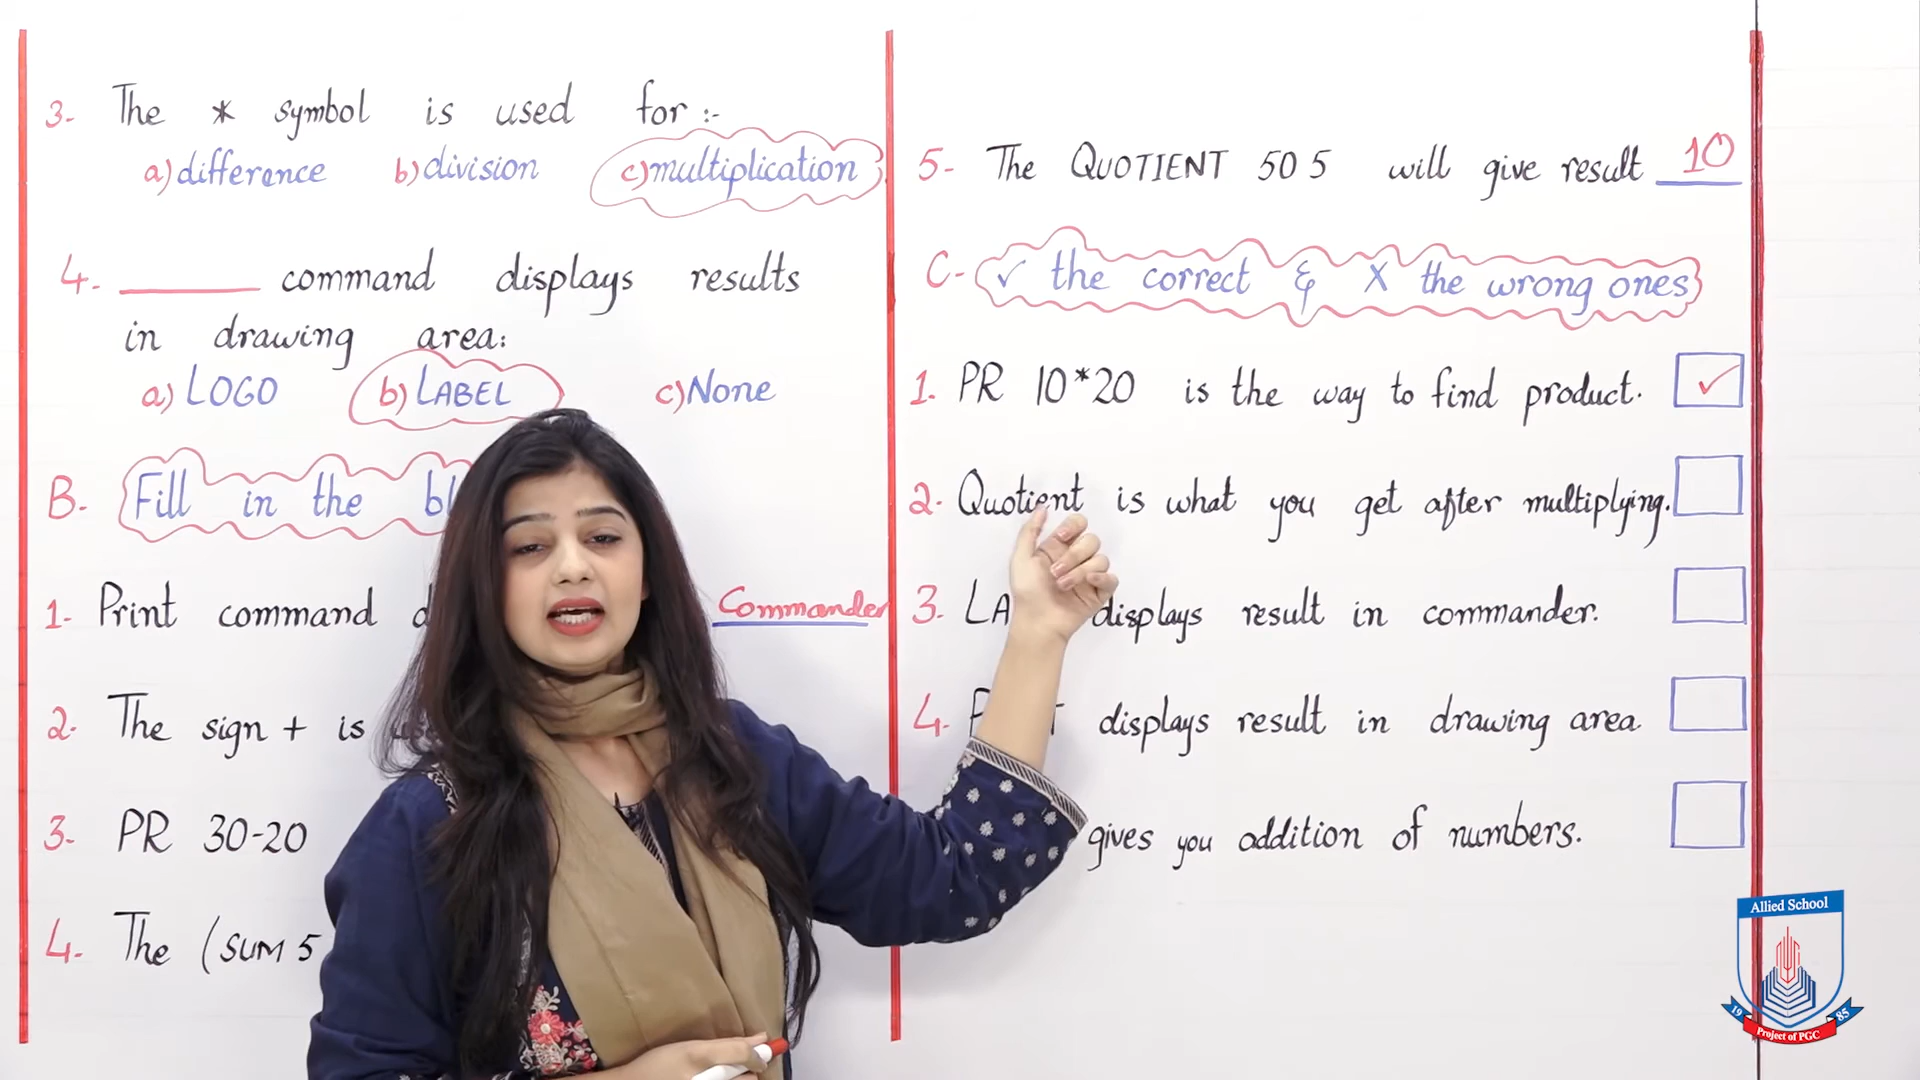 3- The * symbol is used for :-
a) difference b) division c) multiplication
4- ______ command displays results
in drawing area:
a) LOGO b) LABEL c) None
B- Fill in the
1- Print command Commander
2- The sign + is
3- PR 30-20
4- The (SUM 5
5- The QUOTIENT 50 5 will give result 10
C- ✓ the correct & X the wrong ones
1. PR 10*20 is the way to find product. ✓
2- Quotient is what you get after multiplying.
3- displays result in commander.
4- displays result in drawing area
gives you addition of numbers.
Allied School
1985
Project of PGC